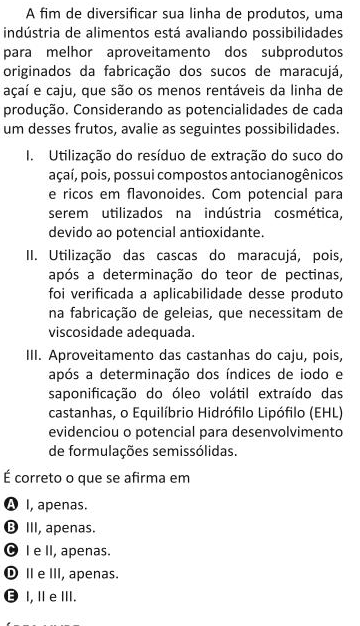 A fim de diversificar sua linha de produtos, uma
indústria de alimentos está avaliando possibilidades
para melhor aproveitamento dos subprodutos
originados da fabricação dos sucos de maracujá,
açaí e caju, que são os menos rentáveis da linha de
produção. Considerando as potencialidades de cada
um desses frutos, avalie as seguintes possibilidades.
I. Utilização do resíduo de extração do suco do
açaí, pois, possui compostos antocianogênicos
e ricos em flavonoides. Com potencial para
serem utilizados na indústria cosmética,
devido ao potencial antioxidante.
II. Utilização das cascas do maracujá, pois,
após a determinação do teor de pectinas,
foi verificada a aplicabilidade desse produto
na fabricação de geleias, que necessitam de
viscosidade adequada.
III. Aproveitamento das castanhas do caju, pois,
após a determinação dos índices de iodo e
saponificação do óleo volátil extraído das
castanhas, o Equilíbrio Hidrófilo Lipófilo (EHL)
evidenciou o potencial para desenvolvimento
de formulações semissólidas.
É correto o que se afirma em
A I, apenas.
B III, apenas.
C I e II, apenas.
D II e III, apenas.
E I, II e III.